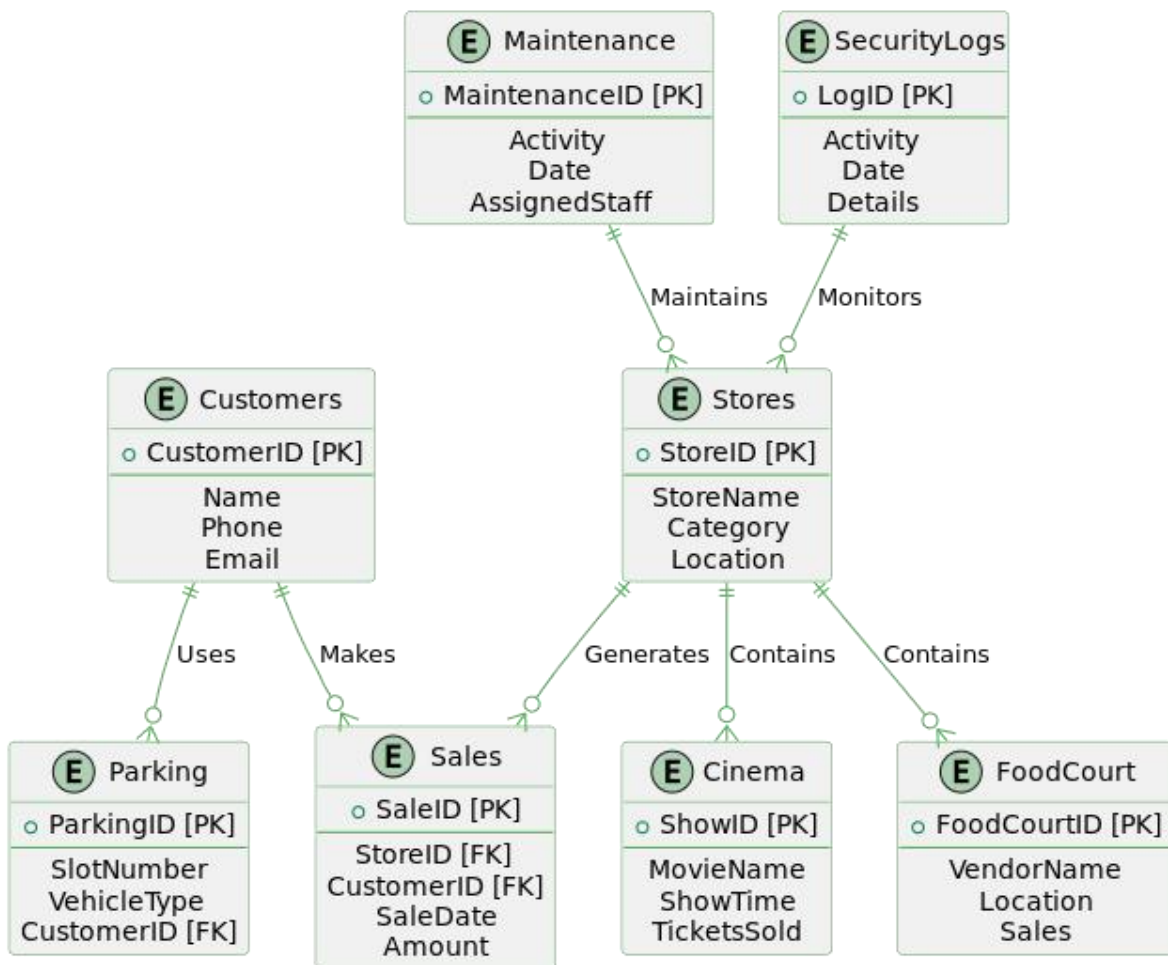 E Maintenance
MaintenanceID [PK]
Activity
Date
AssignedStaff
E SecurityLogs
LogID [PK]
Activity
Date
Details
Maintains
Monitors
E Customers
CustomerID [PK]
Name
Phone
Email
E Stores
StoreID [PK]
StoreName
Category
Location
Uses
Makes
Generates
Contains
Contains
E Parking
ParkingID [PK]
SlotNumber
VehicleType
CustomerID [FK]
E Sales
SaleID [PK]
StoreID [FK]
CustomerID [FK]
SaleDate
Amount
E Cinema
ShowID [PK]
MovieName
ShowTime
TicketsSold
E FoodCourt
FoodCourtID [PK]
VendorName
Location
Sales